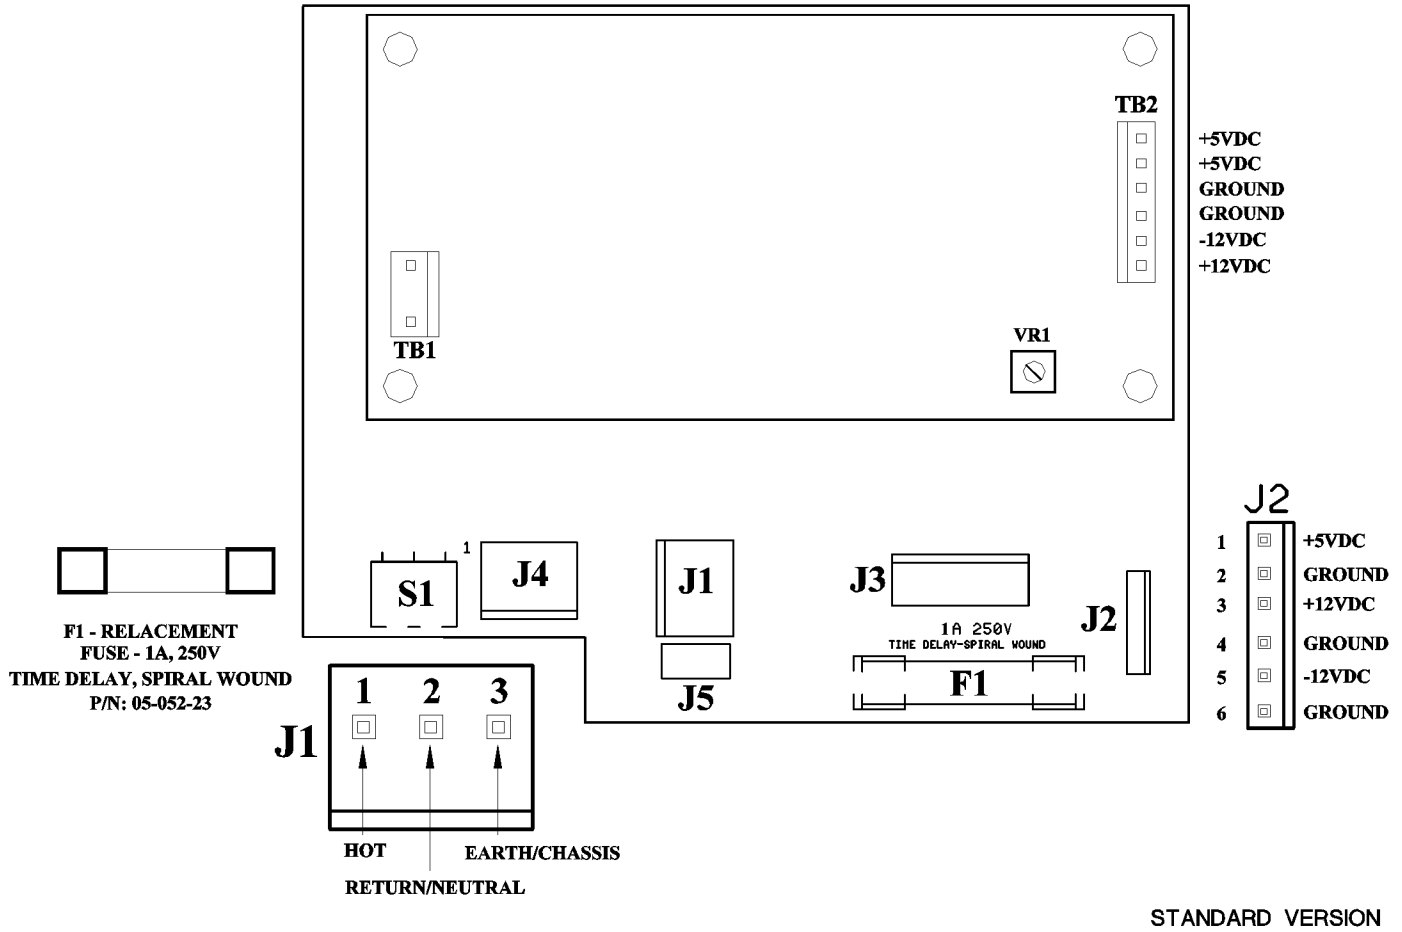 TB2
+5VDC
+5VDC
GROUND
GROUND
-12VDC
+12VDC
TB1
VR1
J2
1 +5VDC
2 GROUND
3 +12VDC
4 GROUND
5 -12VDC
6 GROUND
S1
1
J4
J1
J3
J2
1A 250V
TIME DELAY-SPIRAL WOUND
F1
J5
F1 - RELACEMENT
FUSE - 1A, 250V
TIME DELAY, SPIRAL WOUND
P/N: 05-052-23
J1
1 2 3
HOT
EARTH/CHASSIS
RETURN/NEUTRAL
STANDARD VERSION